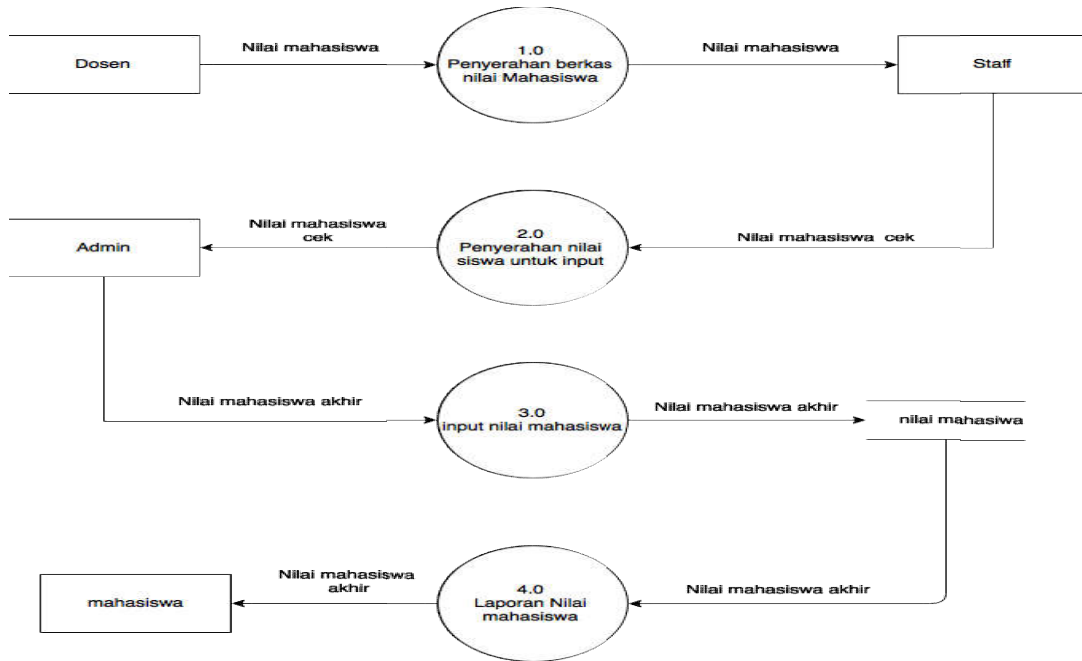 Dosen
Nilai mahasiswa
1.0
Penyerahan berkas
nilai Mahasiswa
Nilai mahasiswa
Staff
Admin
Nilai mahasiswa
cek
2.0
Penyerahan nilai
siswa untuk input
Nilai mahasiswa cek
Nilai mahasiswa akhir
3.0
input nilai mahasiswa
Nilai mahasiswa akhir
nilai mahasiwa
mahasiswa
Nilai mahasiswa
akhir
4.0
Laporan Nilai
mahasiswa
Nilai mahasiswa akhir